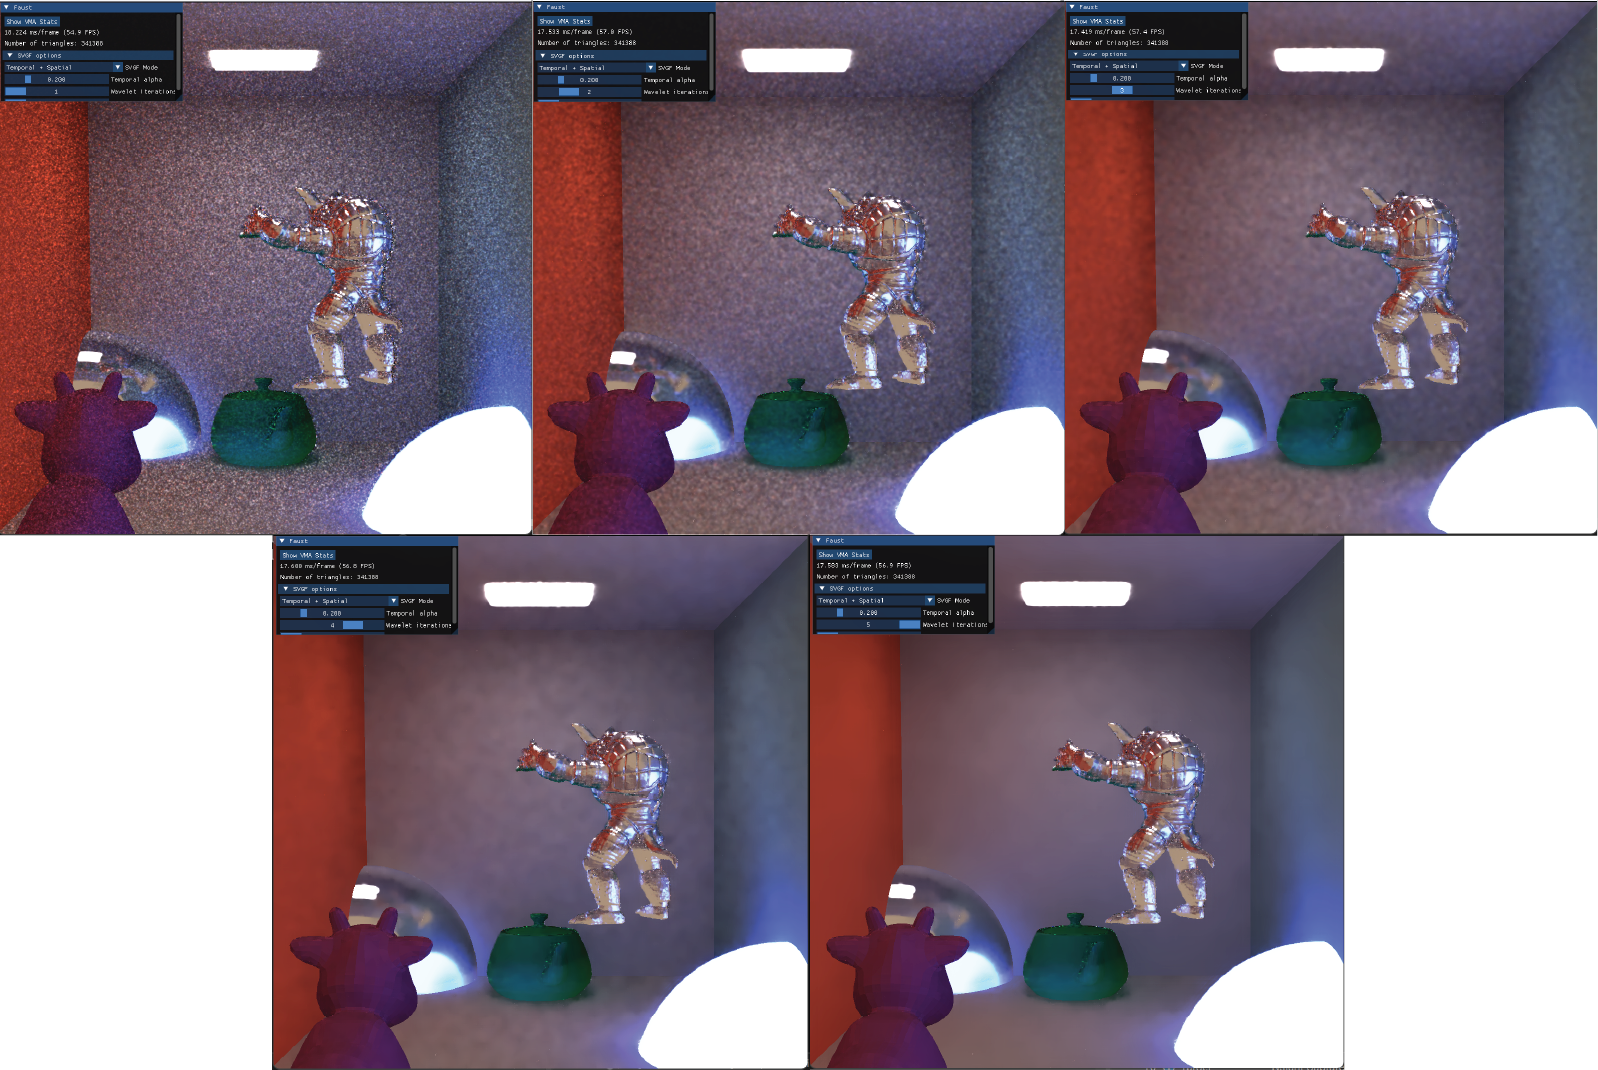 Faust
Show VMA Stats
18.224 ms/frame (54.9 FPS)
Number of triangles: 341388
SVGF options
Temporal + Spatial SVGF Mode
0.200 Temporal alpha
1 Wavelet iterations
Faust
Show VMA Stats
17.533 ms/frame (57.0 FPS)
Number of triangles: 341388
SVGF options
Temporal + Spatial SVGF Mode
0.200 Temporal alpha
2 Wavelet iterations
Faust
Show VMA Stats
17.419 ms/frame (57.4 FPS)
Number of triangles: 341388
SVGF options
Temporal + Spatial SVGF Mode
0.200 Temporal alpha
3 Wavelet iterations
Faust
Show VMA Stats
17.600 ms/frame (56.8 FPS)
Number of triangles: 341388
SVGF options
Temporal + Spatial SVGF Mode
0.200 Temporal alpha
4 Wavelet iterations
Faust
Show VMA Stats
17.583 ms/frame (56.9 FPS)
Number of triangles: 341388
SVGF options
Temporal + Spatial SVGF Mode
0.200 Temporal alpha
5 Wavelet iterations